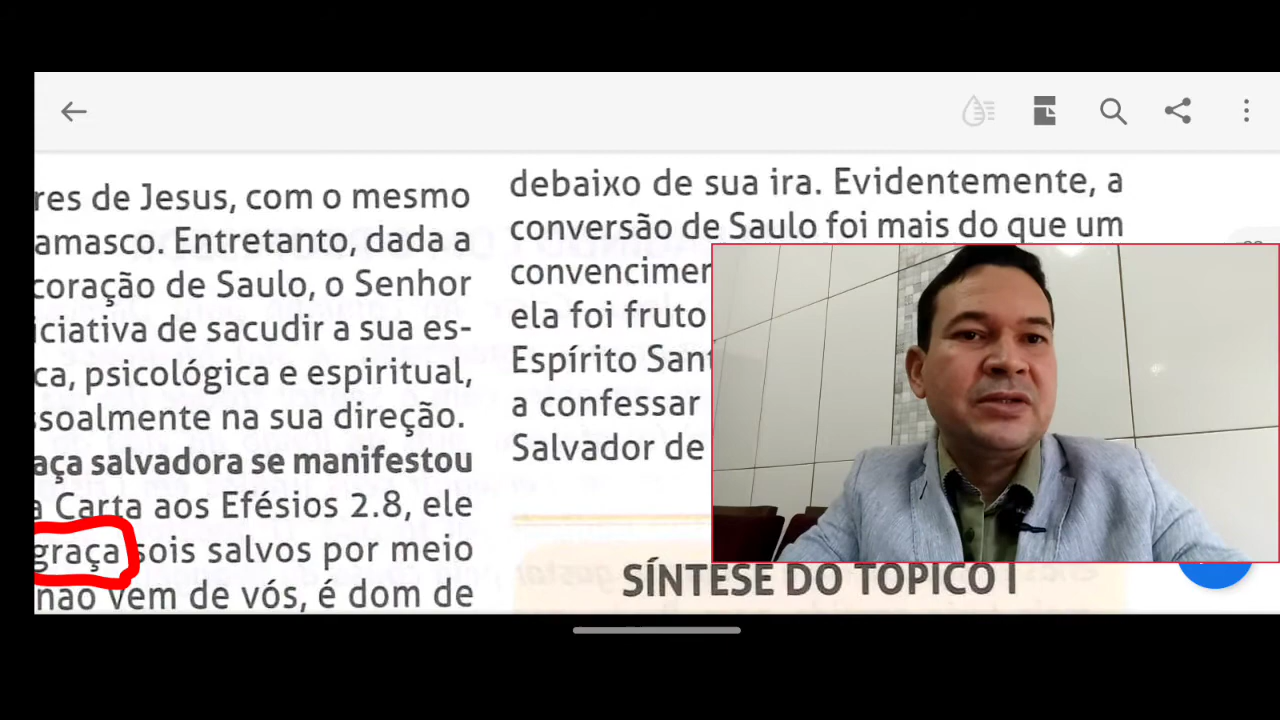 res de Jesus, com o mesmo
amasco. Entretanto, dada a
coração de Saulo, o Senhor
iciativa de sacudir a sua es-
ca, psicológica e espiritual,
ssoalmente na sua direção.
aça salvadora se manifestou
a Carta aos Efésios 2.8, ele
graça sois salvos por meio
não vem de vós, é dom de
debaixo de sua ira. Evidentemente, a
conversão de Saulo foi mais do que um
convencimen
ela foi fruto
Espírito Sant
a confessar
Salvador de
SÍNTESE DO TÓPICO I